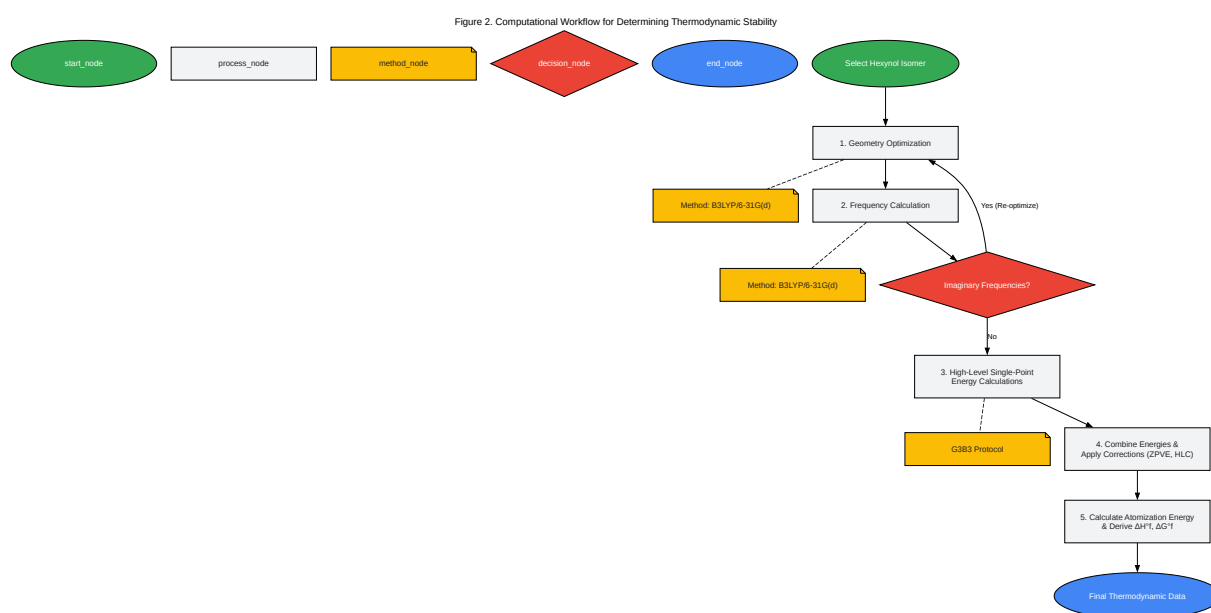 Figure 2. Computational Workflow for Determining Thermodynamic Stability
start_node
process_node
method_node
decision_node
end_node
Select Hexynol Isomer
1. Geometry Optimization
Method: B3LYP/6-31G(d)
2. Frequency Calculation
Yes (Re-optimize)
Method: B3LYP/6-31G(d)
Imaginary Frequencies?
No
3. High-Level Single-Point
Energy Calculations
G3B3 Protocol
4. Combine Energies &
Apply Corrections (ZPVE, HLC)
5. Calculate Atomization Energy
& Derive ΔH°f, ΔG°f
Final Thermodynamic Data